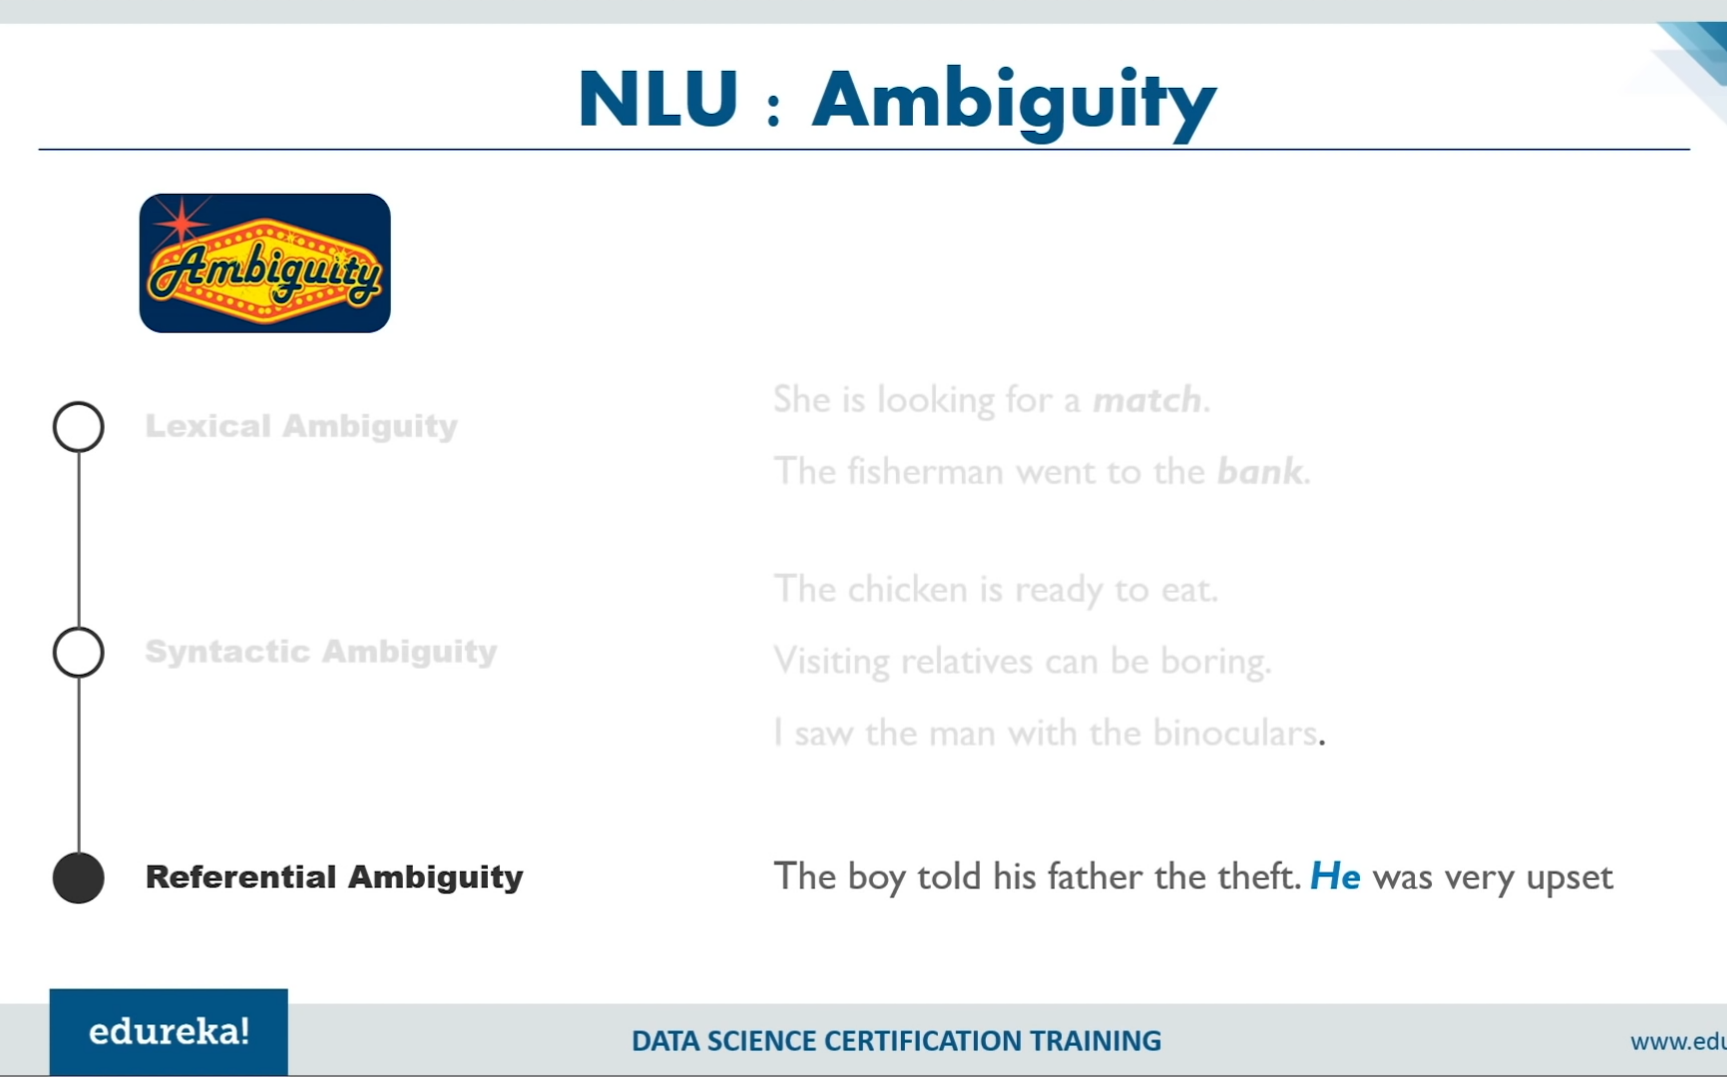 NLU : Ambiguity
Ambiguity
Lexical Ambiguity
She is looking for a match.
The fisherman went to the bank.
Syntactic Ambiguity
The chicken is ready to eat.
Visiting relatives can be boring.
I saw the man with the binoculars.
Referential Ambiguity
The boy told his father the theft. He was very upset
edureka!
DATA SCIENCE CERTIFICATION TRAINING
www.edu